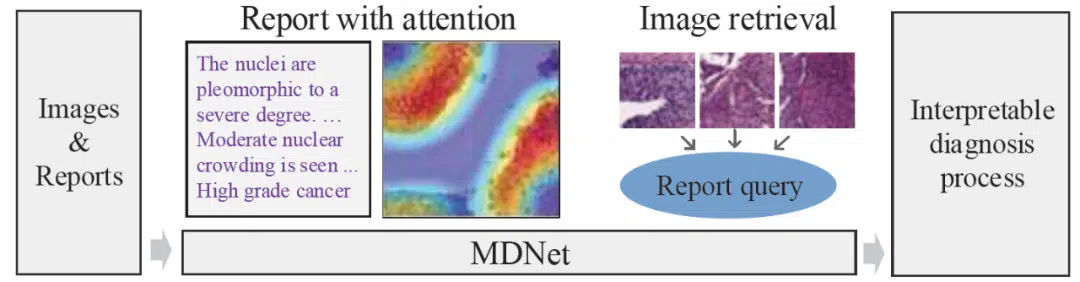 Images
&
Reports
Report with attention
The nuclei are
pleomorphic to a
severe degree. ...
Moderate nuclear
crowding is seen ...
High grade cancer
Image retrieval
Report query
MDNet
Interpretable
diagnosis
process